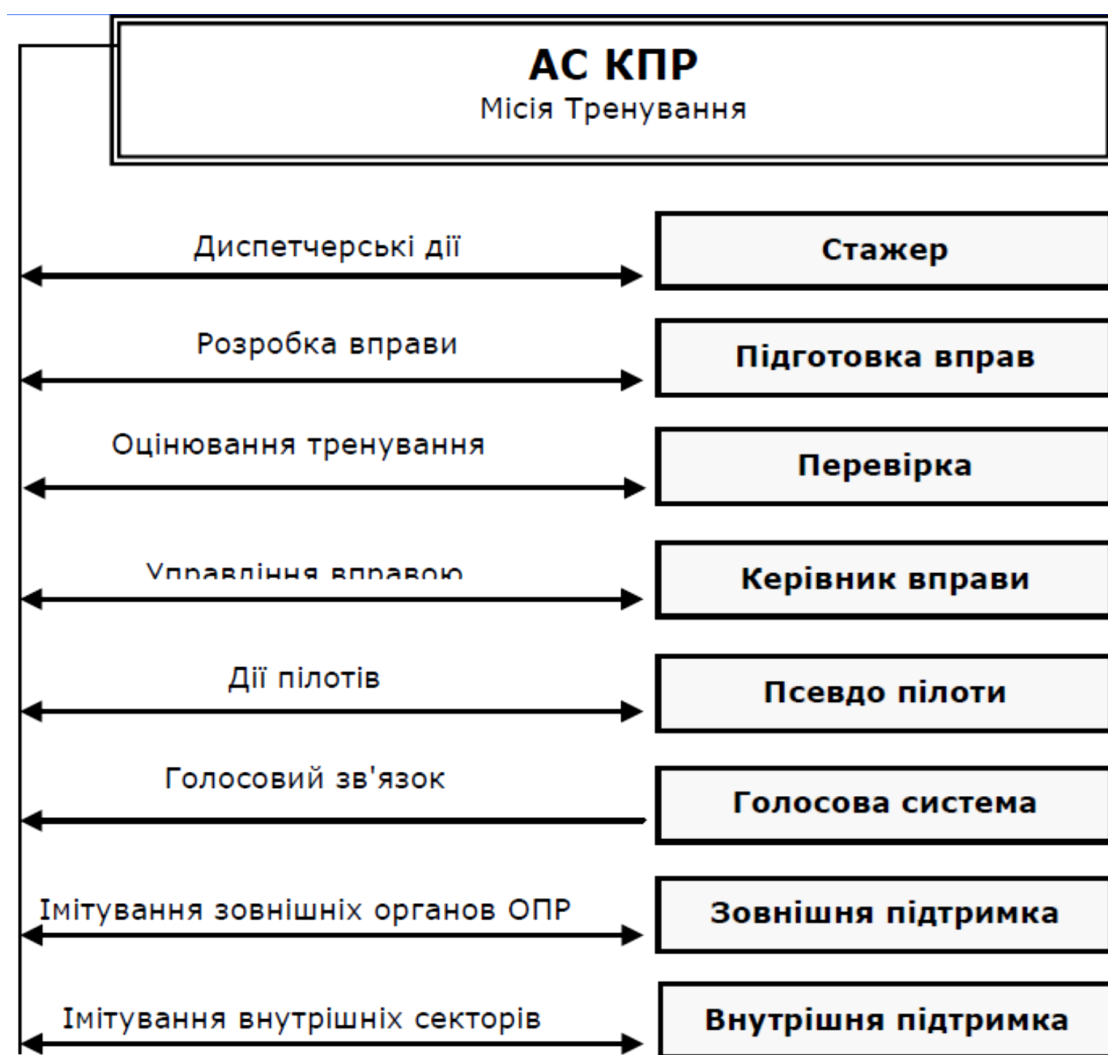 АС КПР
Місія Тренування
Диспетчерські дії
Стажер
Розробка вправи
Підготовка вправ
Оцінювання тренування
Перевірка
Управління вправою
Керівник вправи
Дії пілотів
Псевдо пілоти
Голосовий зв'язок
Голосова система
Імітування зовнішніх органов ОПР
Зовнішня підтримка
Імітування внутрішніх секторів
Внутрішня підтримка